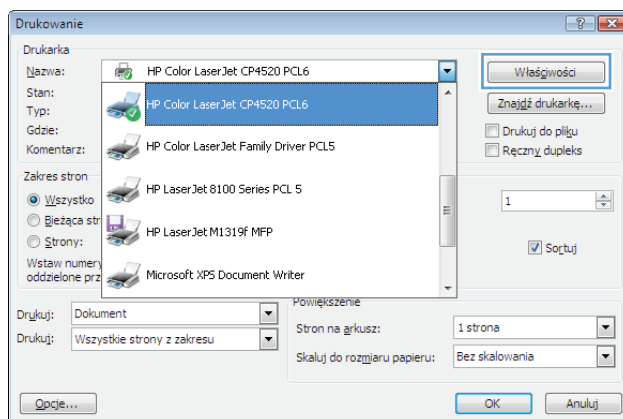 Drukowanie
Drukarka
Nazwa: HP Color LaserJet CP4520 PCL6 Właściwości
Stan: HP Color LaserJet CP4520 PCL6
Typ: Znajdź drukarkę...
Gdzie: HP Color LaserJet Family Driver PCL5 Drukuj do pliku
Komentarz: Ręczny dupleks
Zakres stron HP LaserJet 8100 Series PCL 5
Wszystko 1
Bieżąca str
HP LaserJet M1319f MFP
Strony: Sortuj
Wstaw numery
oddzielone prz Microsoft XPS Document Writer
Drukuj: Dokument Powiększenie
Stron na arkusz: 1 strona
Drukuj: Wszystkie strony z zakresu
Skaluj do rozmiaru papieru: Bez skalowania
Opcje... OK Anuluj